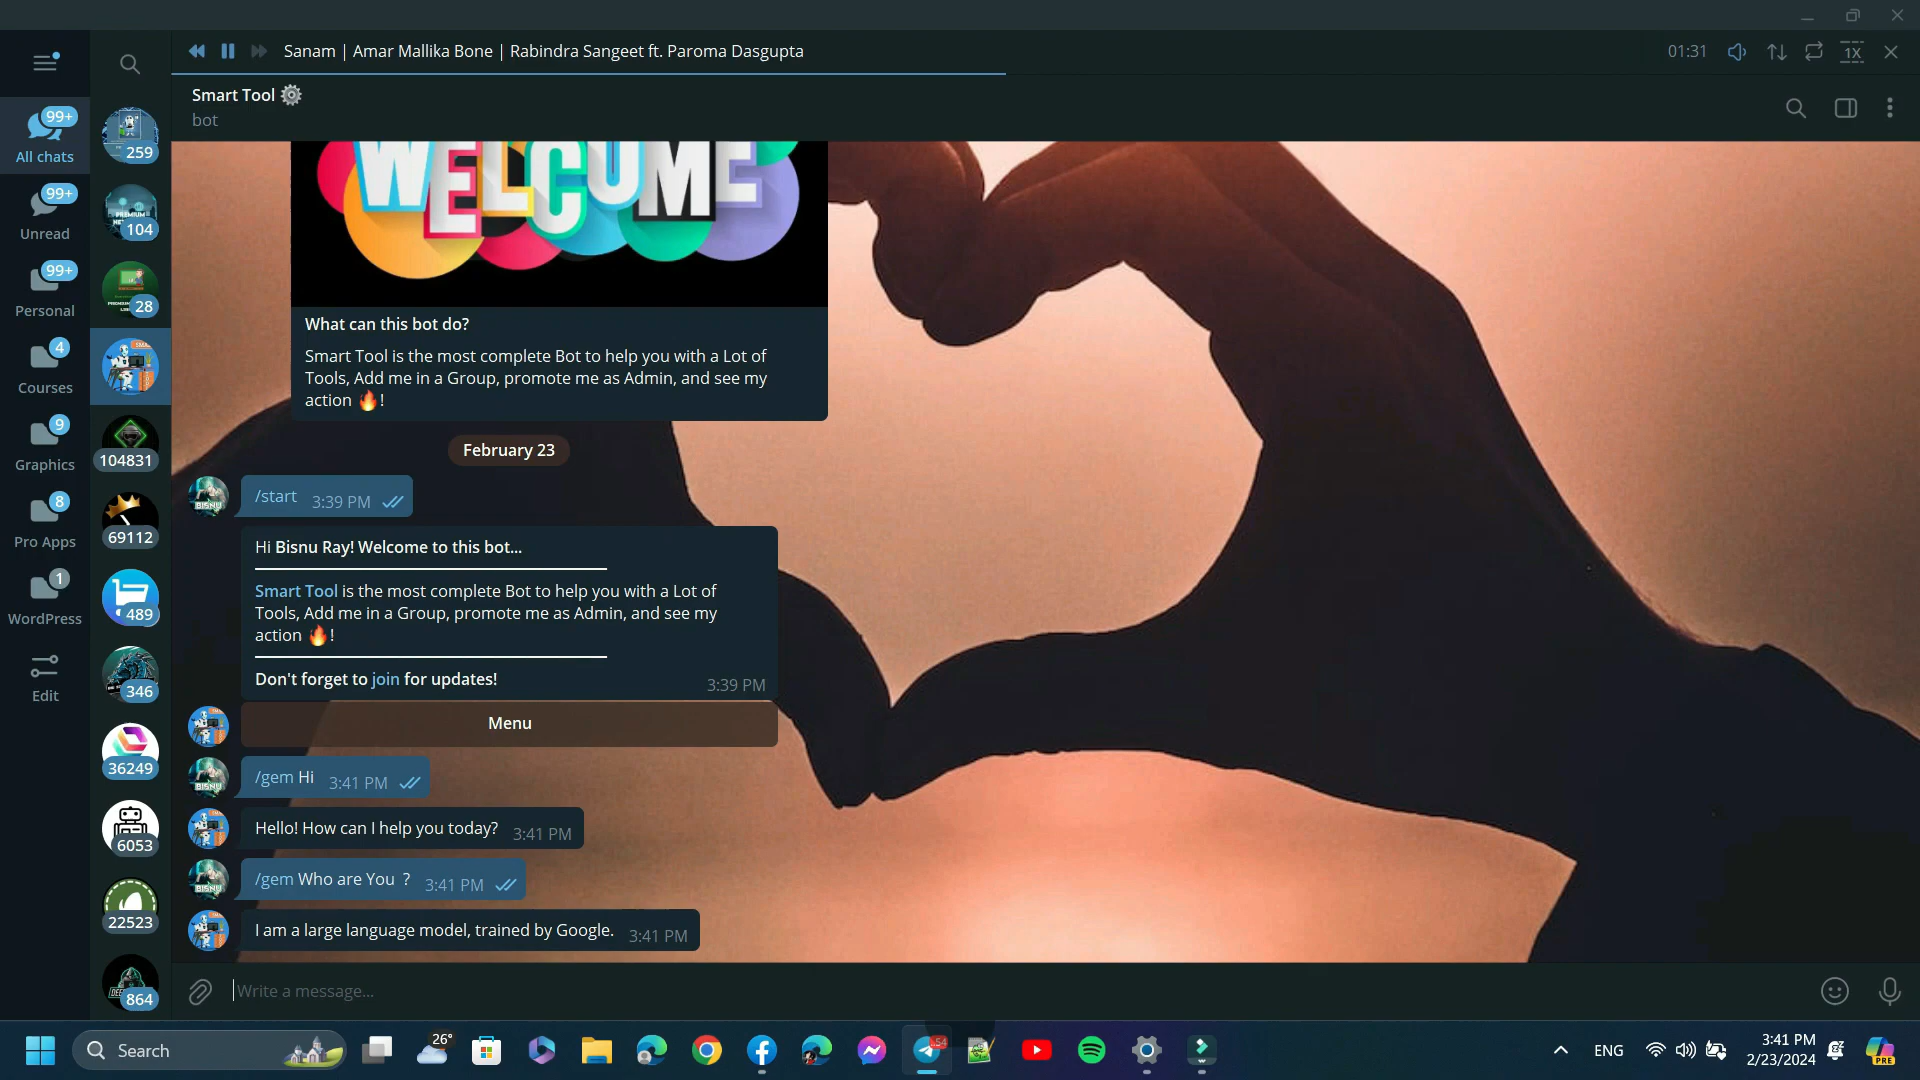 Sanam | Amar Mallika Bone | Rabindra Sangeet ft. Paroma Dasgupta
01:31
1X
Smart Tool
bot
99+
All chats
99+
Unread
99+
Personal
4
Courses
9
Graphics
8
Pro Apps
1
WordPress
Edit
259
104
28
104831
69112
489
346
36249
6053
22523
864
WELCOME
What can this bot do?
Smart Tool is the most complete Bot to help you with a Lot of
Tools, Add me in a Group, promote me as Admin, and see my
action 🔥!
February 23
/start 3:39 PM
Hi Bisnu Ray! Welcome to this bot...
Smart Tool is the most complete Bot to help you with a Lot of
Tools, Add me in a Group, promote me as Admin, and see my
action 🔥!
Don't forget to join for updates!
3:39 PM
Menu
/gem Hi 3:41 PM
Hello! How can I help you today? 3:41 PM
/gem Who are You ? 3:41 PM
I am a large language model, trained by Google. 3:41 PM
BISNU
BISNU
BISNU
Write a message...
Search
26°
ENG
3:41 PM
2/23/2024
PRE